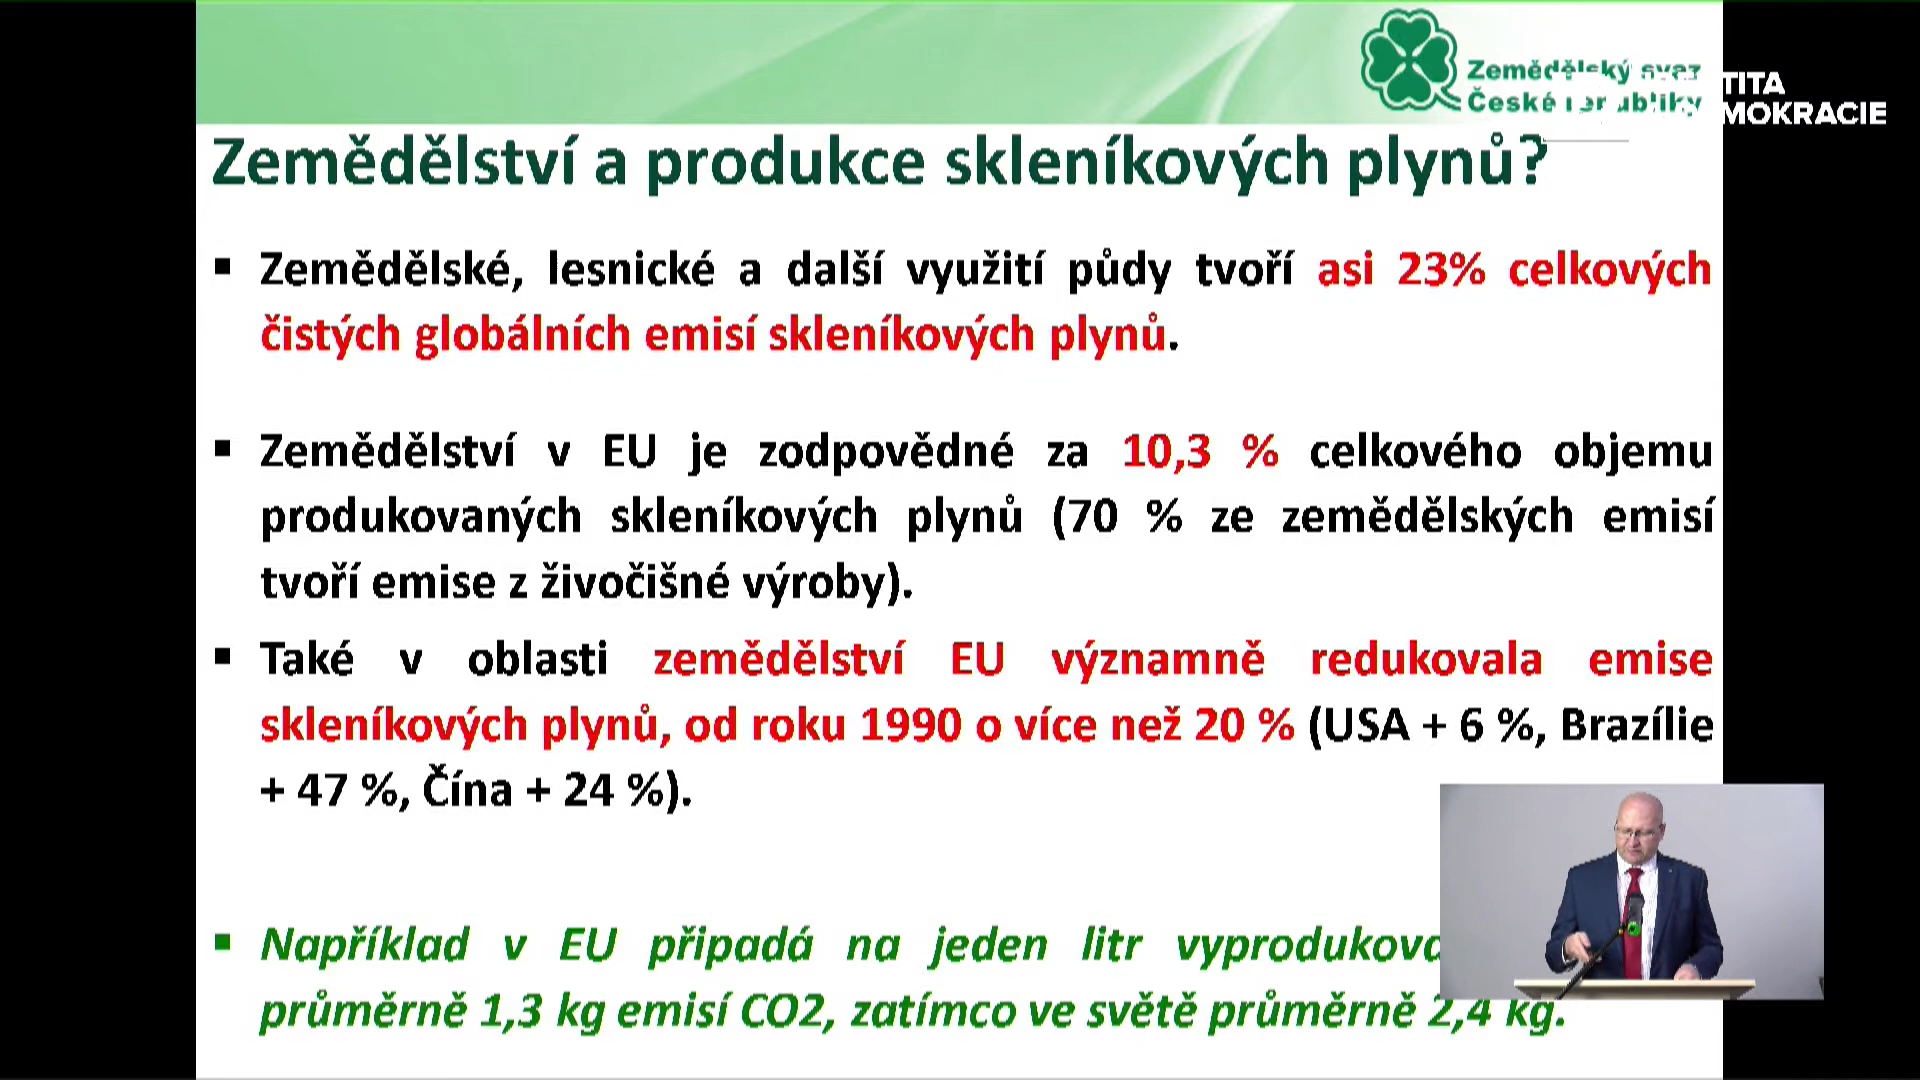 Zemědělský svaz
České republiky
TITA
MOKRACIE
Zemědělství a produkce skleníkových plynů?
▪ Zemědělské, lesnické a další využití půdy tvoří asi 23% celkových
čistých globálních emisí skleníkových plynů.
▪ Zemědělství v EU je zodpovědné za 10,3 % celkového objemu
produkovaných skleníkových plynů (70 % ze zemědělských emisí
tvoří emise z živočišné výroby).
▪ Také v oblasti zemědělství EU významně redukovala emise
skleníkových plynů, od roku 1990 o více než 20 % (USA + 6 %, Brazílie
+ 47 %, Čína + 24 %).
▪ Například v EU připadá na jeden litr
průměrně 1,3 kg emisí CO2, zatímco ve světě průměrně 2,4 kg.